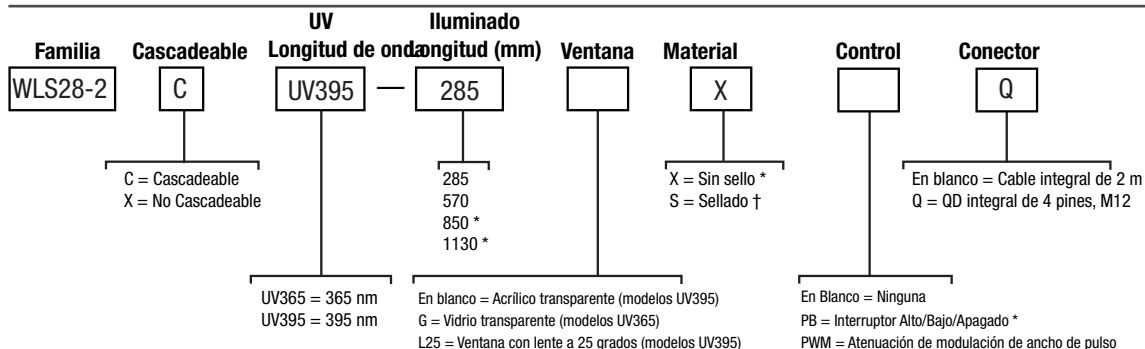 UV Iluminado
Familia Cascadeable Longitud de onda Longitud (mm) Ventana Material Control Conector
WLS28-2 C UV395 — 285 X Q
C = Cascadeable
X = No Cascadeable
285
570
850 *
1130 *
X = Sin sello *
S = Sellado †
En blanco = Cable integral de 2 m
Q = QD integral de 4 pines, M12
UV365 = 365 nm
UV395 = 395 nm
En blanco = Acrílico transparente (modelos UV395)
G = Vidrio transparente (modelos UV365)
L25 = Ventana con lente a 25 grados (modelos UV395)
En Blanco = Ninguna
PB = Interruptor Alto/Bajo/Apagado *
PWM = Atenuación de modulación de ancho de pulso